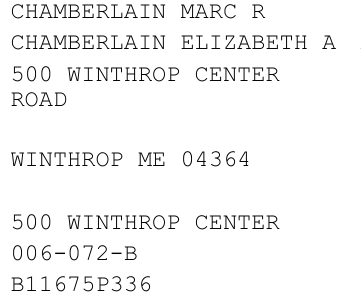 CHAMBERLAIN MARC R
CHAMBERLAIN ELIZABETH A
500 WINTHROP CENTER
ROAD
WINTHROP ME 04364
500 WINTHROP CENTER
006-072-B
B11675P336